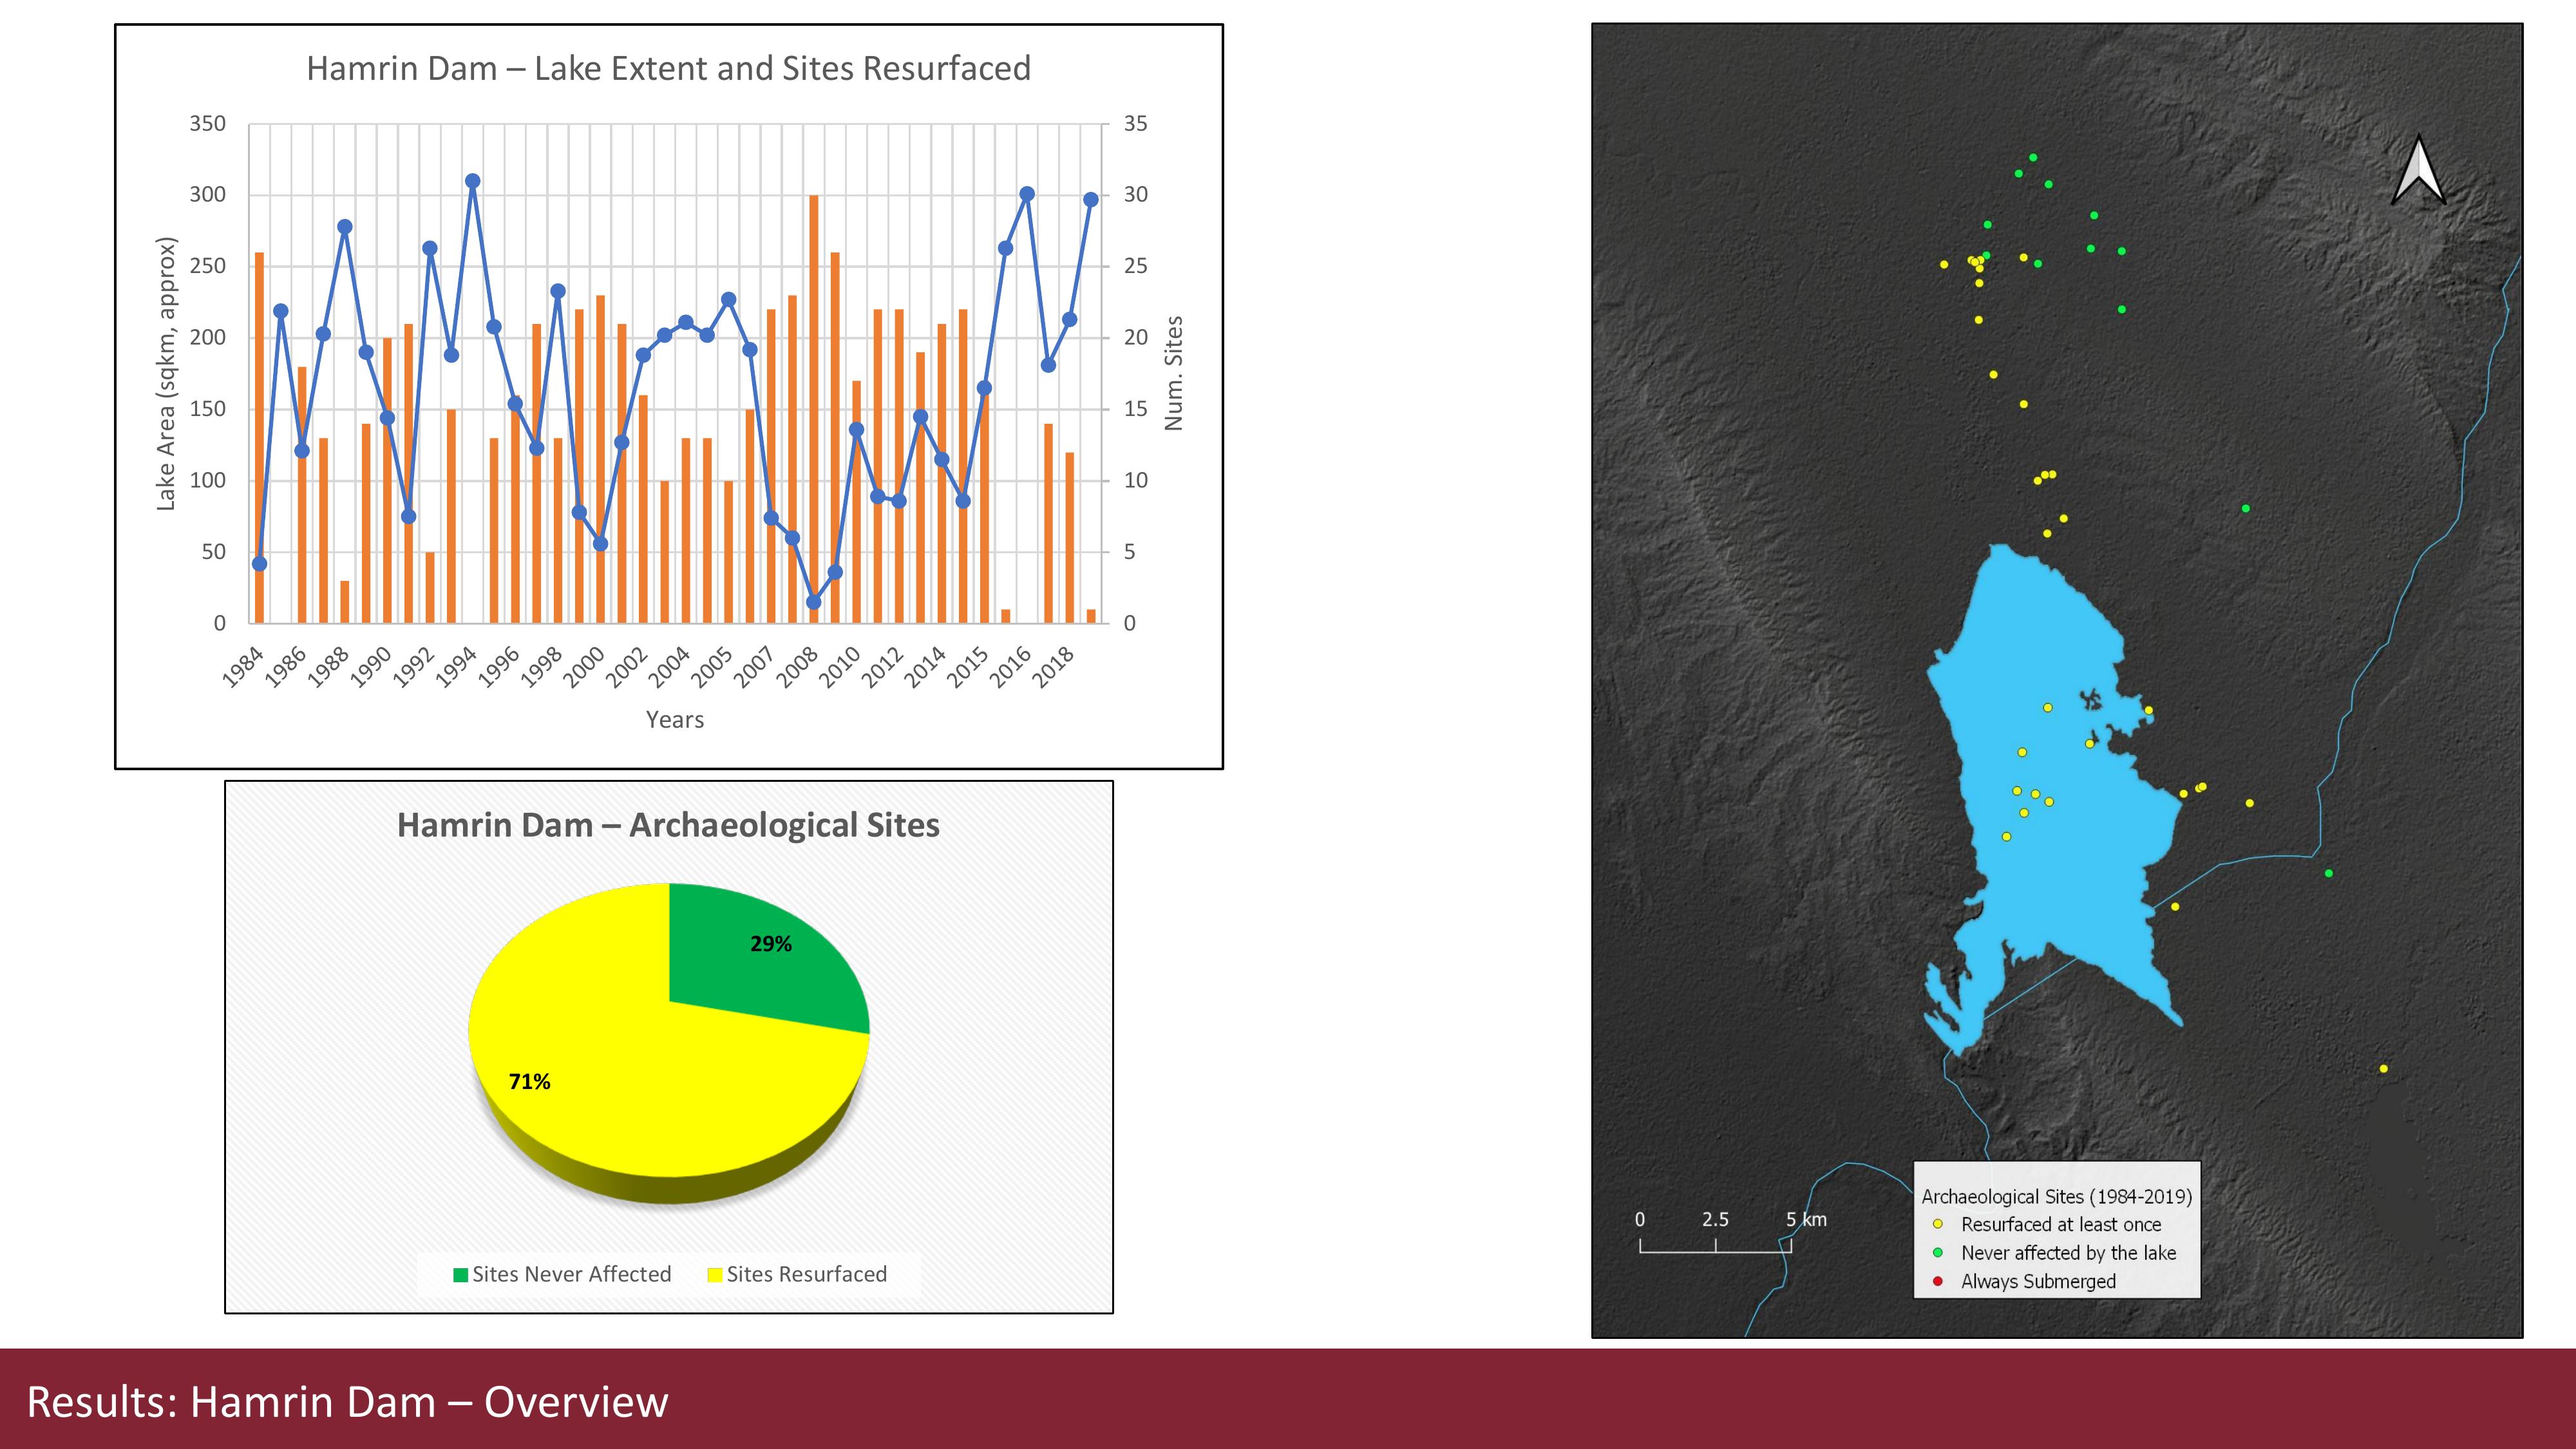 Hamrin Dam – Lake Extent and Sites Resurfaced
350
300
250
200
150
100
50
0
Lake Area (sqkm, approx)
35
30
25
20
15
10
5
0
Num. Sites
1984
1986
1988
1990
1992
1994
1996
1998
2000
2002
2004
2005
2007
2008
2010
2012
2014
2015
2016
2018
Years
Hamrin Dam – Archaeological Sites
29%
71%
Sites Never Affected
Sites Resurfaced
0 2.5 5 km
Archaeological Sites (1984-2019)
Resurfaced at least once
Never affected by the lake
Always Submerged
Results: Hamrin Dam – Overview